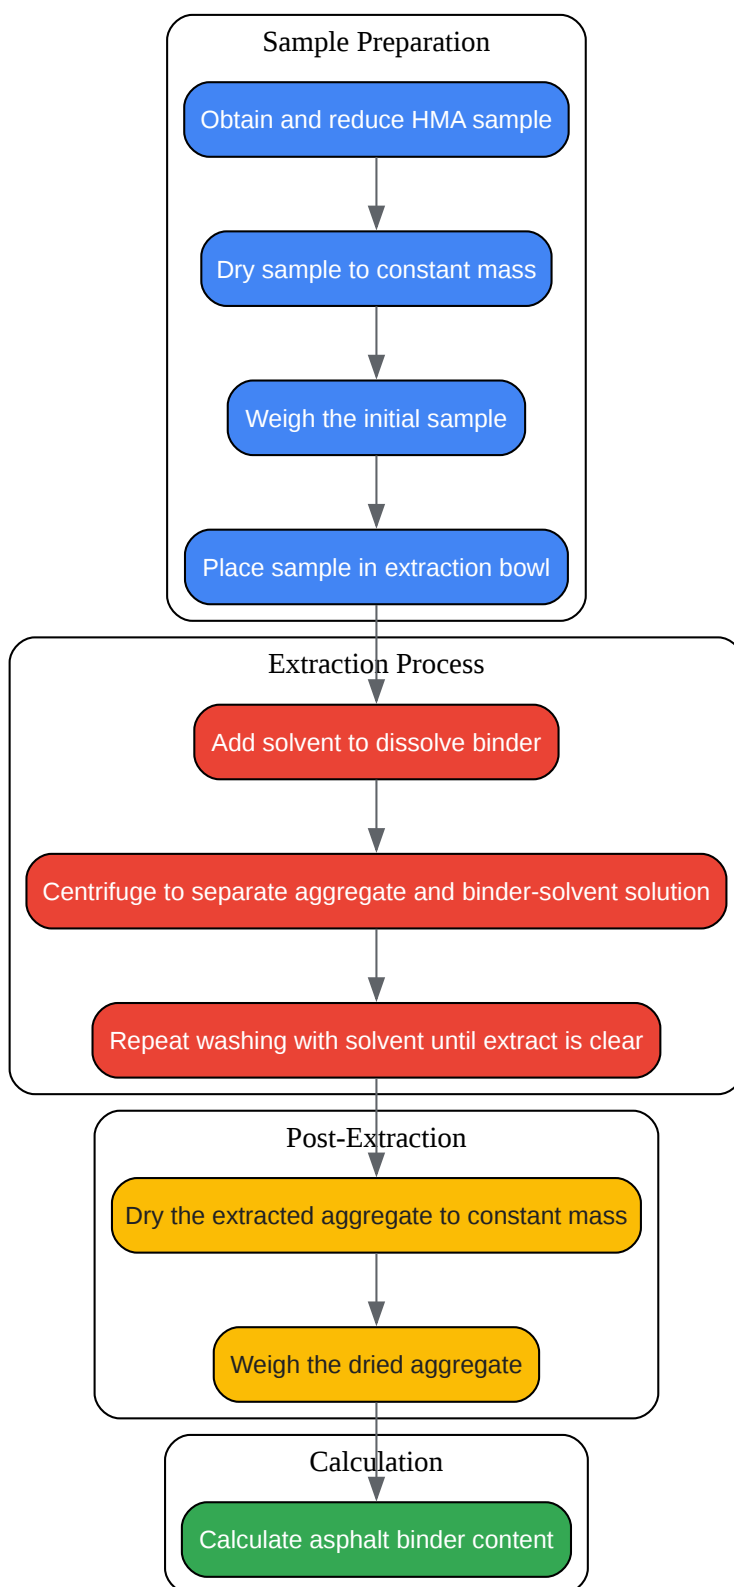 Sample Preparation
Obtain and reduce HMA sample
Dry sample to constant mass
Weigh the initial sample
Place sample in extraction bowl
Extraction Process
Add solvent to dissolve binder
Centrifuge to separate aggregate and binder-solvent solution
Repeat washing with solvent until extract is clear
Post-Extraction
Dry the extracted aggregate to constant mass
Weigh the dried aggregate
Calculation
Calculate asphalt binder content